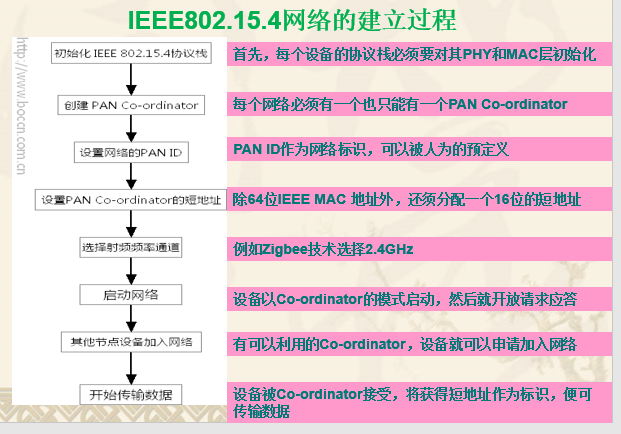 IEEE802.15.4网络的建立过程
http://www.boccn.com.cn
初始化 IEEE 802.15.4协议栈
首先，每个设备的协议栈必须要对其PHY和MAC层初始化
创建 PAN Co-ordinator
每个网络必须有一个也只能有一个PAN Co-ordinator
设置网络的PAN ID
PAN ID作为网络标识，可以被人为的预定义
设置PAN Co-ordinator的短地址
除64位IEEE MAC 地址外，还须分配一个16位的短地址
选择射频频率通道
例如Zigbee技术选择2.4GHz
启动网络
设备以Co-ordinator的模式启动，然后就开放请求应答
其他节点设备加入网络
有可以利用的Co-ordinator，设备就可以申请加入网络
开始传输数据
设备被Co-ordinator接受，将获得短地址作为标识，便可
传输数据